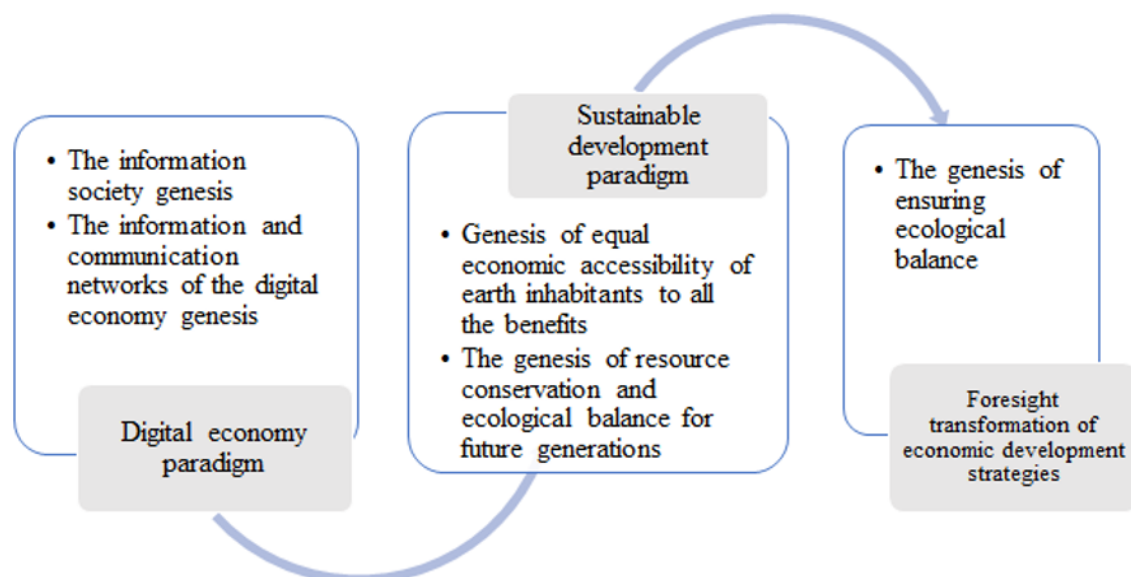 • The information
society genesis
• The information and
communication
networks of the digital
economy genesis
Digital economy
paradigm
Sustainable
development
paradigm
• Genesis of equal
economic accessibility of
earth inhabitants to all
the benefits
• The genesis of resource
conservation and
ecological balance for
future generations
• The genesis of
ensuring
ecological
balance
Foresight
transformation of
economic development
strategies